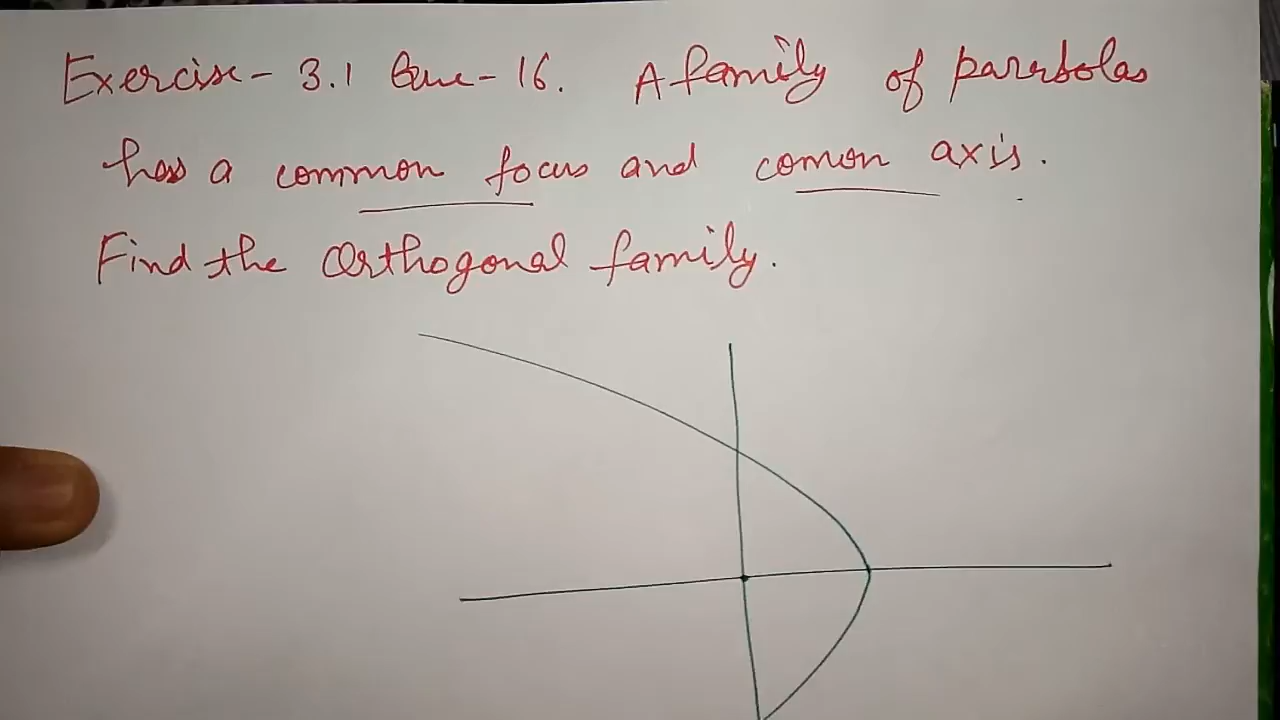 Exercise - 3.1 Que - 16. A family of parabolas
has a common focus and comon axis.
Find the Orthogonal family.